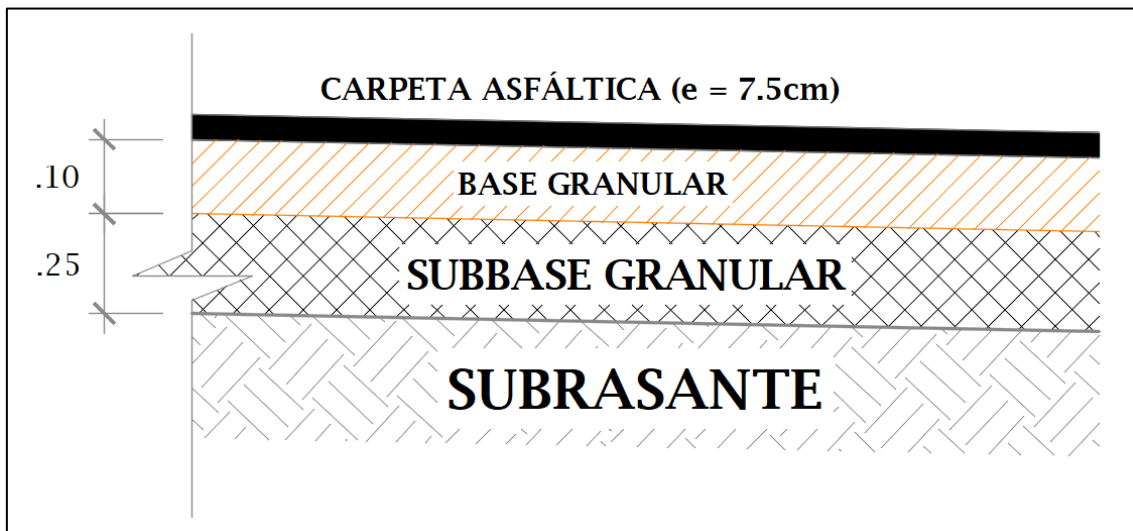 CARPETA ASFÁLTICA (e = 7.5cm)
.10
BASE GRANULAR
.25
SUBBASE GRANULAR
SUBRASANTE